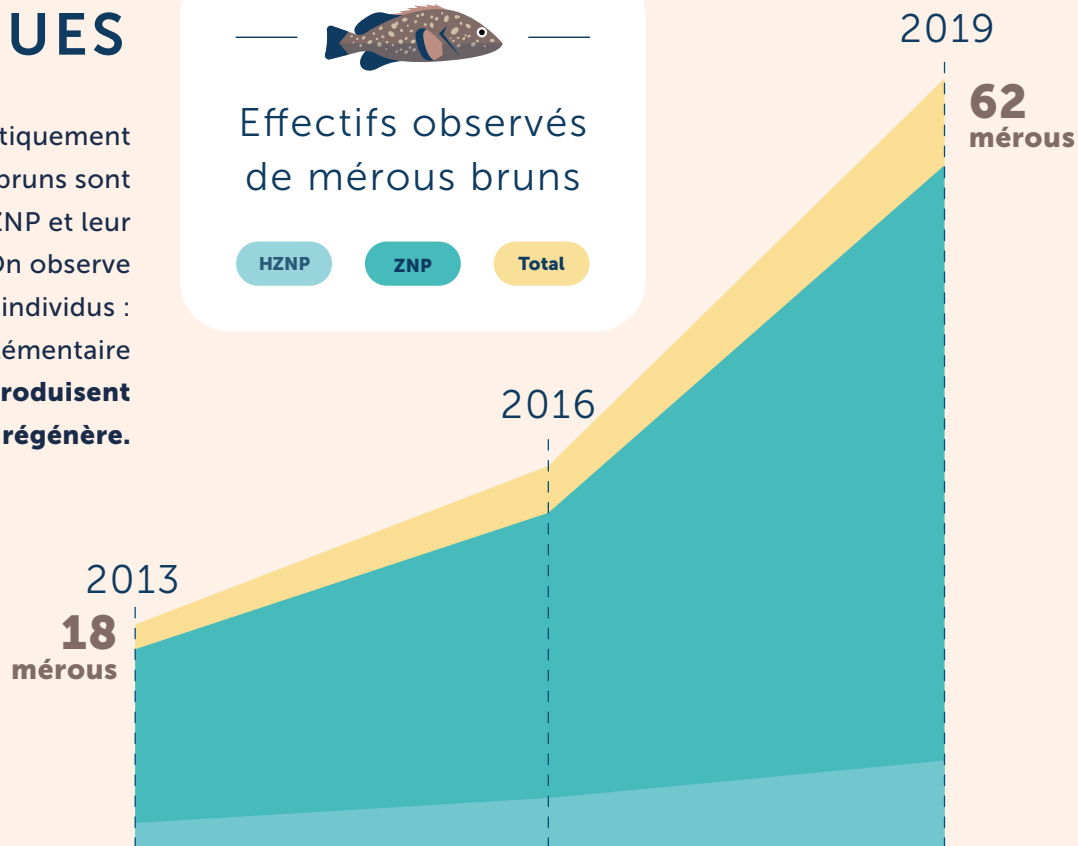 UES
tiquement
bruns sont
ZNP et leur
On observe
individus :
émentaire
roduisent
régénère.
Effectifs observés
de mérous bruns
HZNP
ZNP
Total
2019
62
mérous
2016
2013
18
mérous